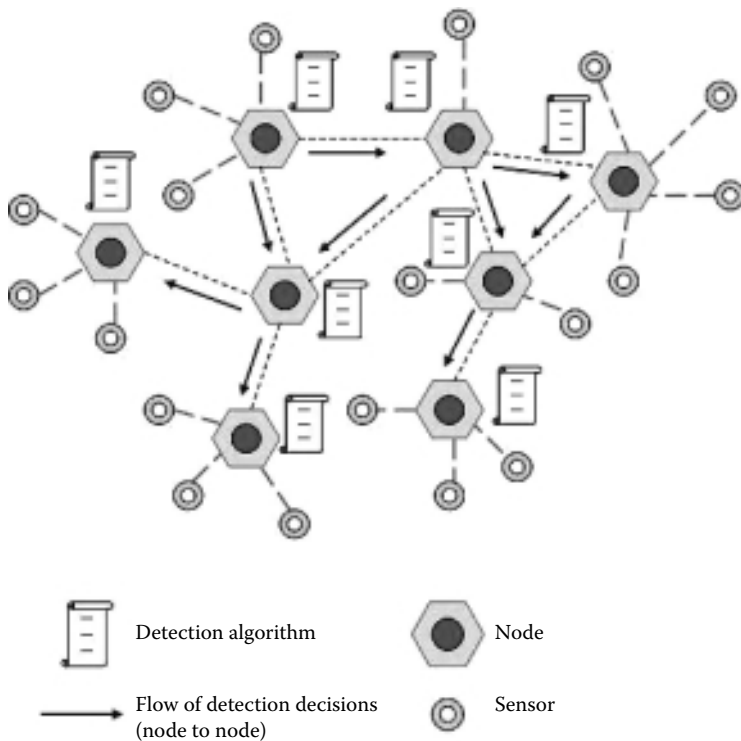 Detection algorithm
Node
Flow of detection decisions
(node to node)
Sensor